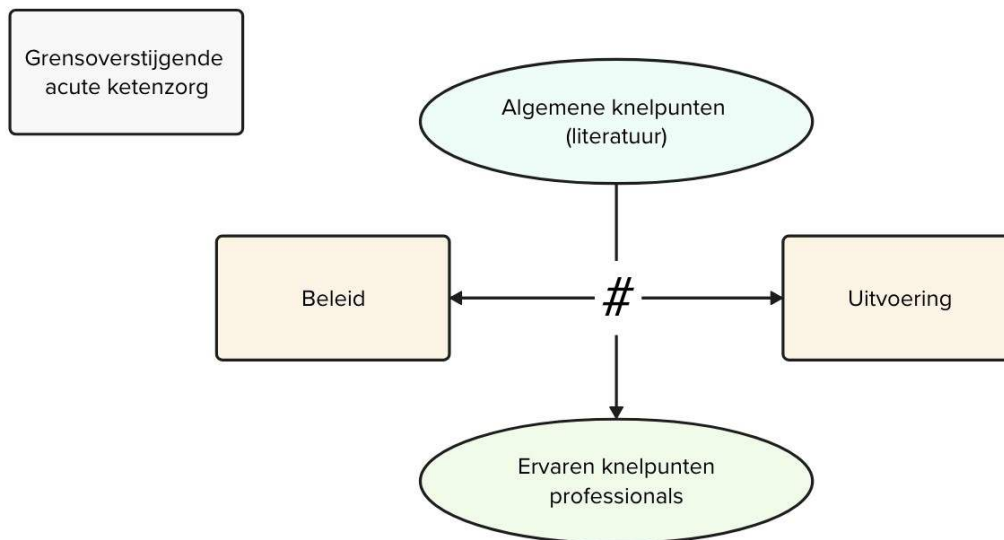 Grensoverstijgende
acute ketenzorg
Algemene knelpunten
(literatuur)
Beleid
#
Uitvoering
Ervaren knelpunten
professionals